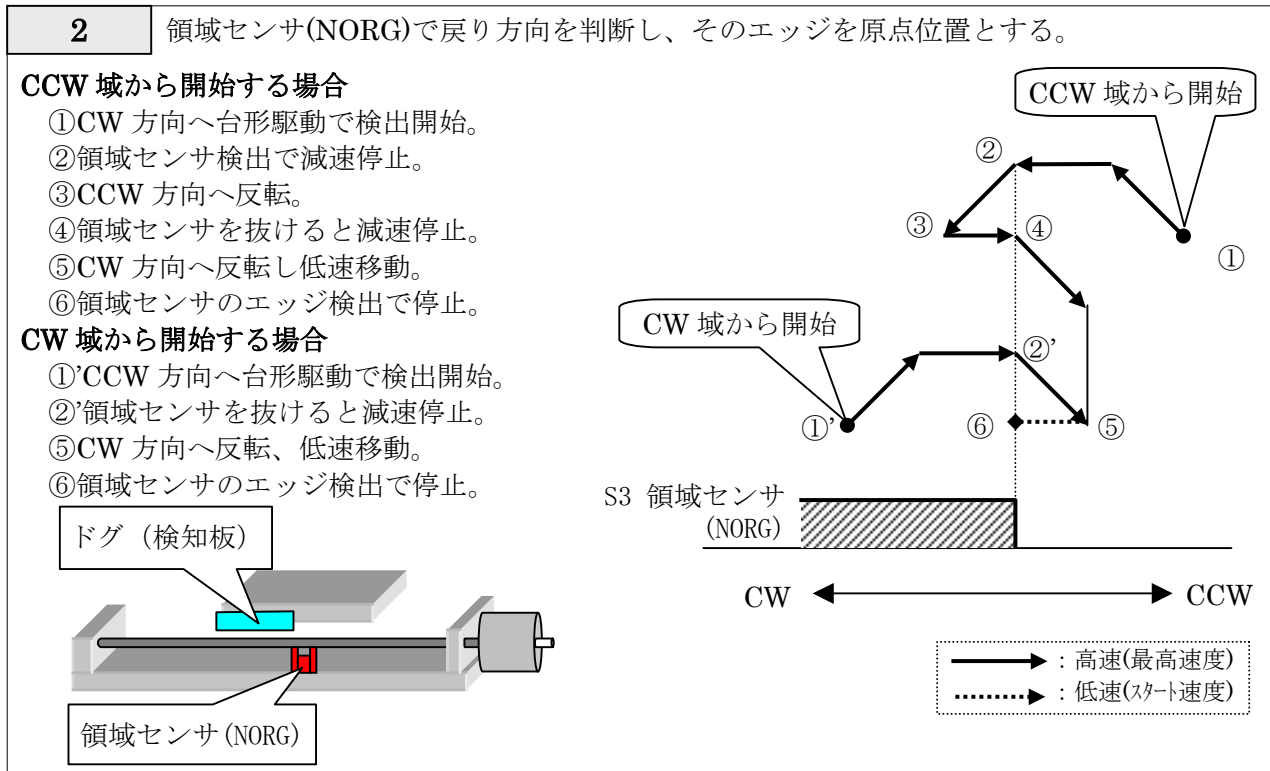 2
領域センサ(NORG)で戻り方向を判断し、そのエッジを原点位置とする。
CCW 域から開始する場合
①CW 方向へ台形駆動で検出開始。
②領域センサ検出で減速停止。
③CCW 方向へ反転。
④領域センサを抜けると減速停止。
⑤CW 方向へ反転し低速移動。
⑥領域センサのエッジ検出で停止。
CW 域から開始する場合
①'CCW 方向へ台形駆動で検出開始。
②'領域センサを抜けると減速停止。
⑤CW 方向へ反転、低速移動。
⑥領域センサのエッジ検出で停止。
ドグ（検知板）
領域センサ(NORG)
CCW 域から開始
②
③
④
①
CW 域から開始
②'
①'
⑥
⑤
S3 領域センサ
(NORG)
CW
CCW
：高速(最高速度)
：低速(ｽﾀｰﾄ速度)